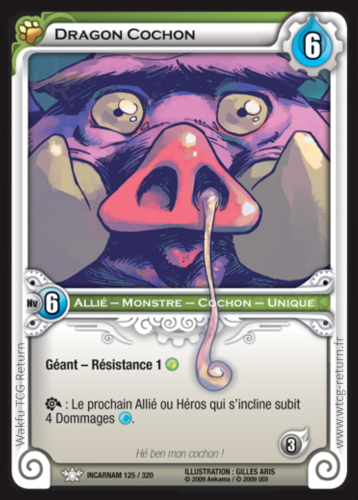 DRAGON COCHON
6
Nv 6
ALLIÉ – MONSTRE – COCHON – UNIQUE
Géant – Résistance 1
: Le prochain Allié ou Héros qui s'incline subit
4 Dommages .
Hé ben mon cochon !
3
INCARNAM 125 / 320
ILLUSTRATION : GILLES ARIS
© 2009 Ankama / © 2009 UDI
Wakfu TCG Return
www.wtcg-return.fr